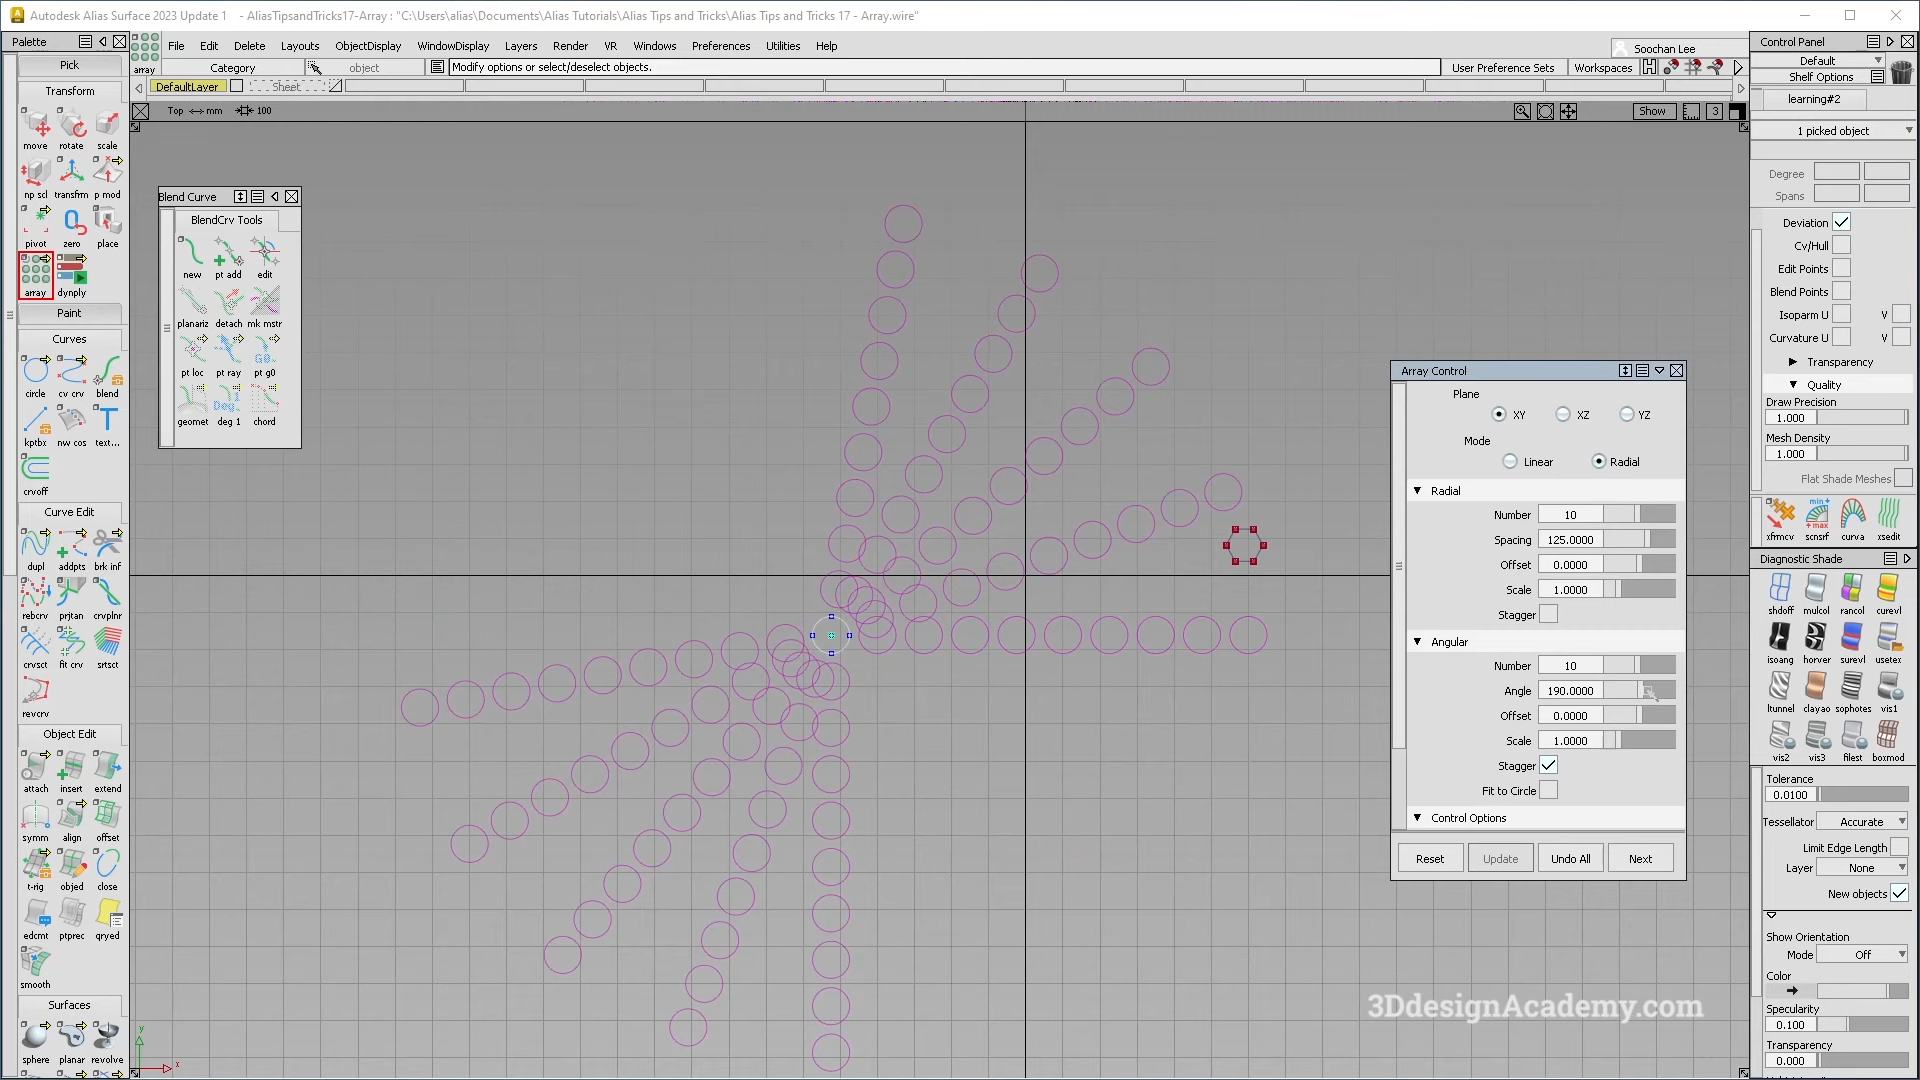 Autodesk Alias Surface 2023 Update 1 - AliasTipsandTricks17-Array : "C:\Users\alias\Documents\Alias Tutorials\Alias Tips and Tricks\Alias Tips and Tricks 17 - Array.wire"
Palette
File Edit Delete Layouts ObjectDisplay WindowDisplay Layers Render VR Windows Preferences Utilities Help
Soochan Lee
Control Panel
array Category object Modify options or select/deselect objects. User Preference Sets Workspaces
Default
Shelf Options
DefaultLayer Sheet
learning#2
Top mm 100 Show 3
Pick
Transform
move rotate scale
np scl transfrm p mod
pivot zero place
array dynply
Paint
Curves
circle cv crv blend
kptbx nw cos text...
crvoff
Curve Edit
dupl addpts brk inf
rebcrv prjtan crvplnr
crvsct fit crv srtsct
revcrv
Object Edit
attach insert extend
symm align offset
t-rig objed close
edcmt ptprec qryed
smooth
Surfaces
sphere planar revolve
Blend Curve
BlendCrv Tools
new pt add edit
planariz detach mk mstr
pt loc pt ray pt g0
geomet deg 1 chord
y
x
Array Control
Plane
XY XZ YZ
Mode
Linear Radial
Radial
Number 10
Spacing 125.0000
Offset 0.0000
Scale 1.0000
Stagger
Angular
Number 10
Angle 190.0000
Offset 0.0000
Scale 1.0000
Stagger
Fit to Circle
Control Options
Reset Update Undo All Next
3DdesignAcademy.com
1 picked object
Degree
Spans
Deviation
Cv/Hull
Edit Points
Blend Points
Isoparm U V
Curvature U V
Transparency
Quality
Draw Precision
1.000
Mesh Density
1.000
Flat Shade Meshes
xfrmcv scnsrf curva xsedit
Diagnostic Shade
shdoff mulcol rancol curevl
isoang horver surevl usetex
ltunnel clayao sophotes vis1
vis2 vis3 filest boxmod
Tolerance
0.0100
Tessellator Accurate
Limit Edge Length
Layer None
New objects
Show Orientation
Mode Off
Color
Specularity
0.100
Transparency
0.000